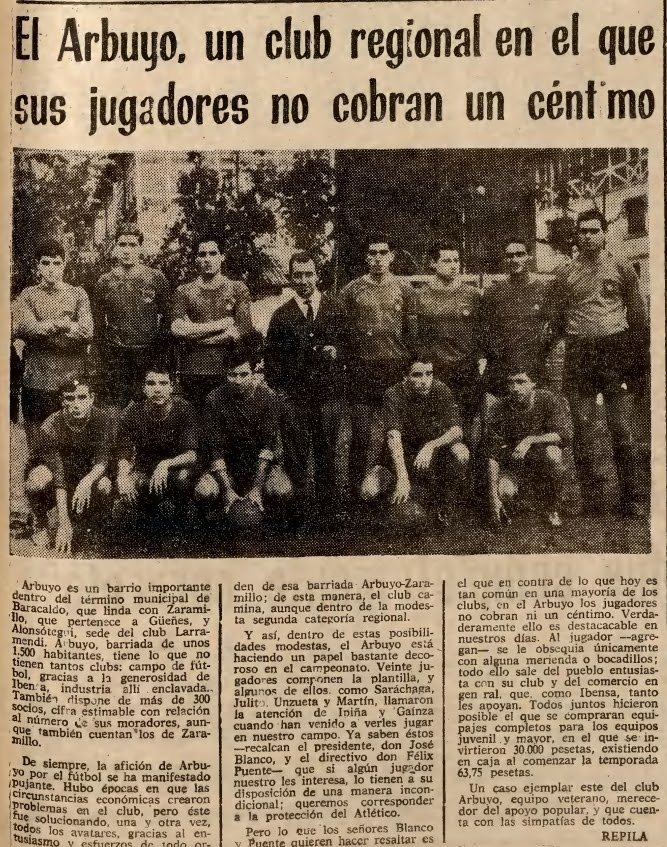 El Arbuyo, un club regional en el que
sus jugadores no cobran un céntimo
Arbuyo es un barrio importante
dentro del término municipal de
Baracaldo, que linda con Zarami-
llo, que pertenece a Güeñes, y
Alonsótegui, sede del club Larra-
mendi. Arbuyo, barriada de unos
1.500 habitantes, tiene lo que no
tienen tantos clubs: campo de fút-
bol, gracias a la generosidad de
Ibensa, industria allí enclavada.
También dispone de más de 300
socios, cifra estimable con relación
al número de sus moradores, aun-
que también cuentan los de Zara-
millo.
De siempre, la afición de Arbu-
yo por el fútbol se ha manifestado
pujante. Hubo épocas en que las
circunstancias económicas crearon
problemas en el club, pero éste
fue solucionando, una y otra vez,
todos los avatares, gracias al en-
tusiasmo y esfuerzos de todo or-
den de esa barriada Arbuyo-Zara-
millo; de esta manera, el club ca-
mina, aunque dentro de la modes-
ta segunda categoría regional.
Y así, dentro de estas posibili-
dades modestas, el Arbuyo está
haciendo un papel bastante deco-
roso en el campeonato. Veinte ju-
gadores componen la plantilla, y
algunos de ellos, como Saráchaga,
Julito, Unzueta y Martín, llamaron
la atención de Iniña y Gainza
cuando han venido a verles jugar
en nuestro campo. Ya saben éstos
—recalcan el presidente, don José
Blanco, y el directivo don Félix
Puente— que si algún jugador
nuestro les interesa, lo tienen a su
disposición de una manera incon-
dicional; queremos corresponder
a la protección del Atlético.
Pero lo que los señores Blanco
y Puente quieren hacer resaltar es
el que en contra de lo que hoy es
tan común en una mayoría de los
clubs, en el Arbuyo los jugadores
no cobran ni un céntimo. Verda-
deramente ello es destacable en
nuestros días. Al jugador —agre-
gan— se le obsequia únicamente
con alguna merienda o bocadillos;
todo ello sale del pueblo entusias-
ta con su club y del comercio en
general, que, como Ibensa, tanto
les apoyan. Todos juntos hicieron
posible el que se compraran equi-
pajes completos para los equipos
juvenil y mayor, en el que se in-
virtieron 30.000 pesetas, existiendo
en caja al comenzar la temporada
63,75 pesetas.
Un caso ejemplar este del club
Arbuyo, equipo veterano, merece-
dor del apoyo popular, y que cuen-
ta con las simpatías de todos.
REPILA